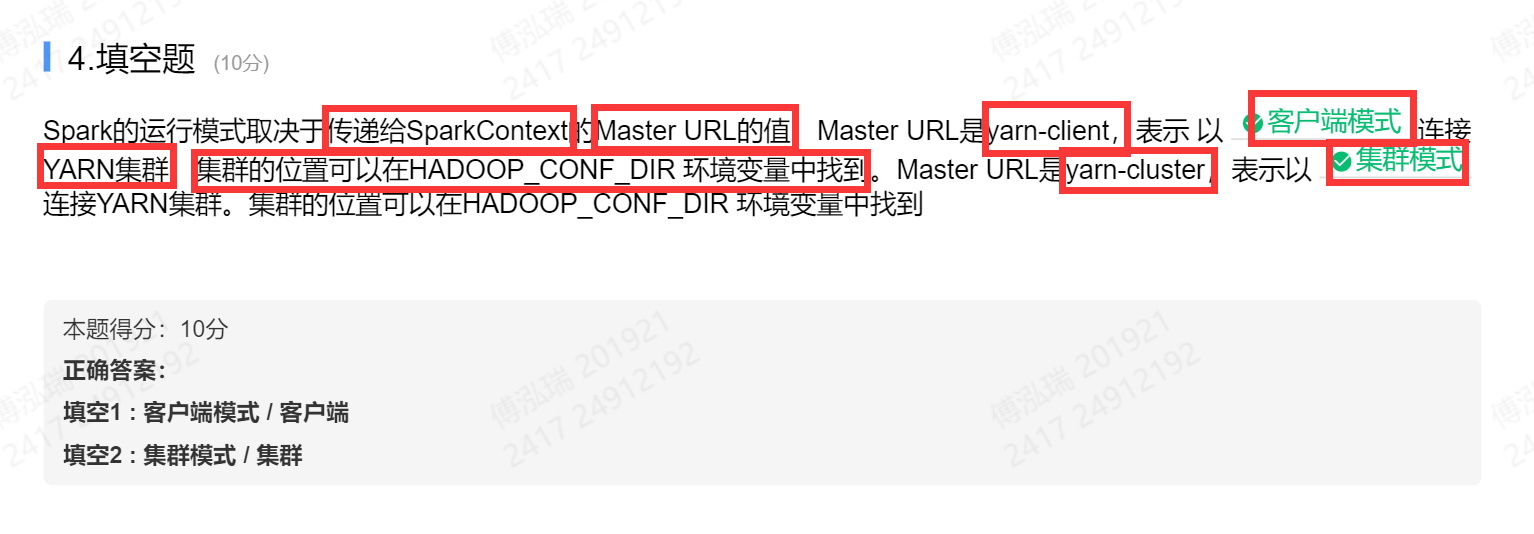 4.填空题 (10分)
Spark的运行模式取决于传递给SparkContext的Master URL的值 Master URL是yarn-client，表示 以 客户端模式 连接
YARN集群 集群的位置可以在HADOOP_CONF_DIR 环境变量中找到。Master URL是yarn-cluster，表示以 集群模式
连接YARN集群。集群的位置可以在HADOOP_CONF_DIR 环境变量中找到
本题得分：10分
正确答案：
填空1 : 客户端模式 / 客户端
填空2 : 集群模式 / 集群
傅泓瑞 201921
2417 24912192